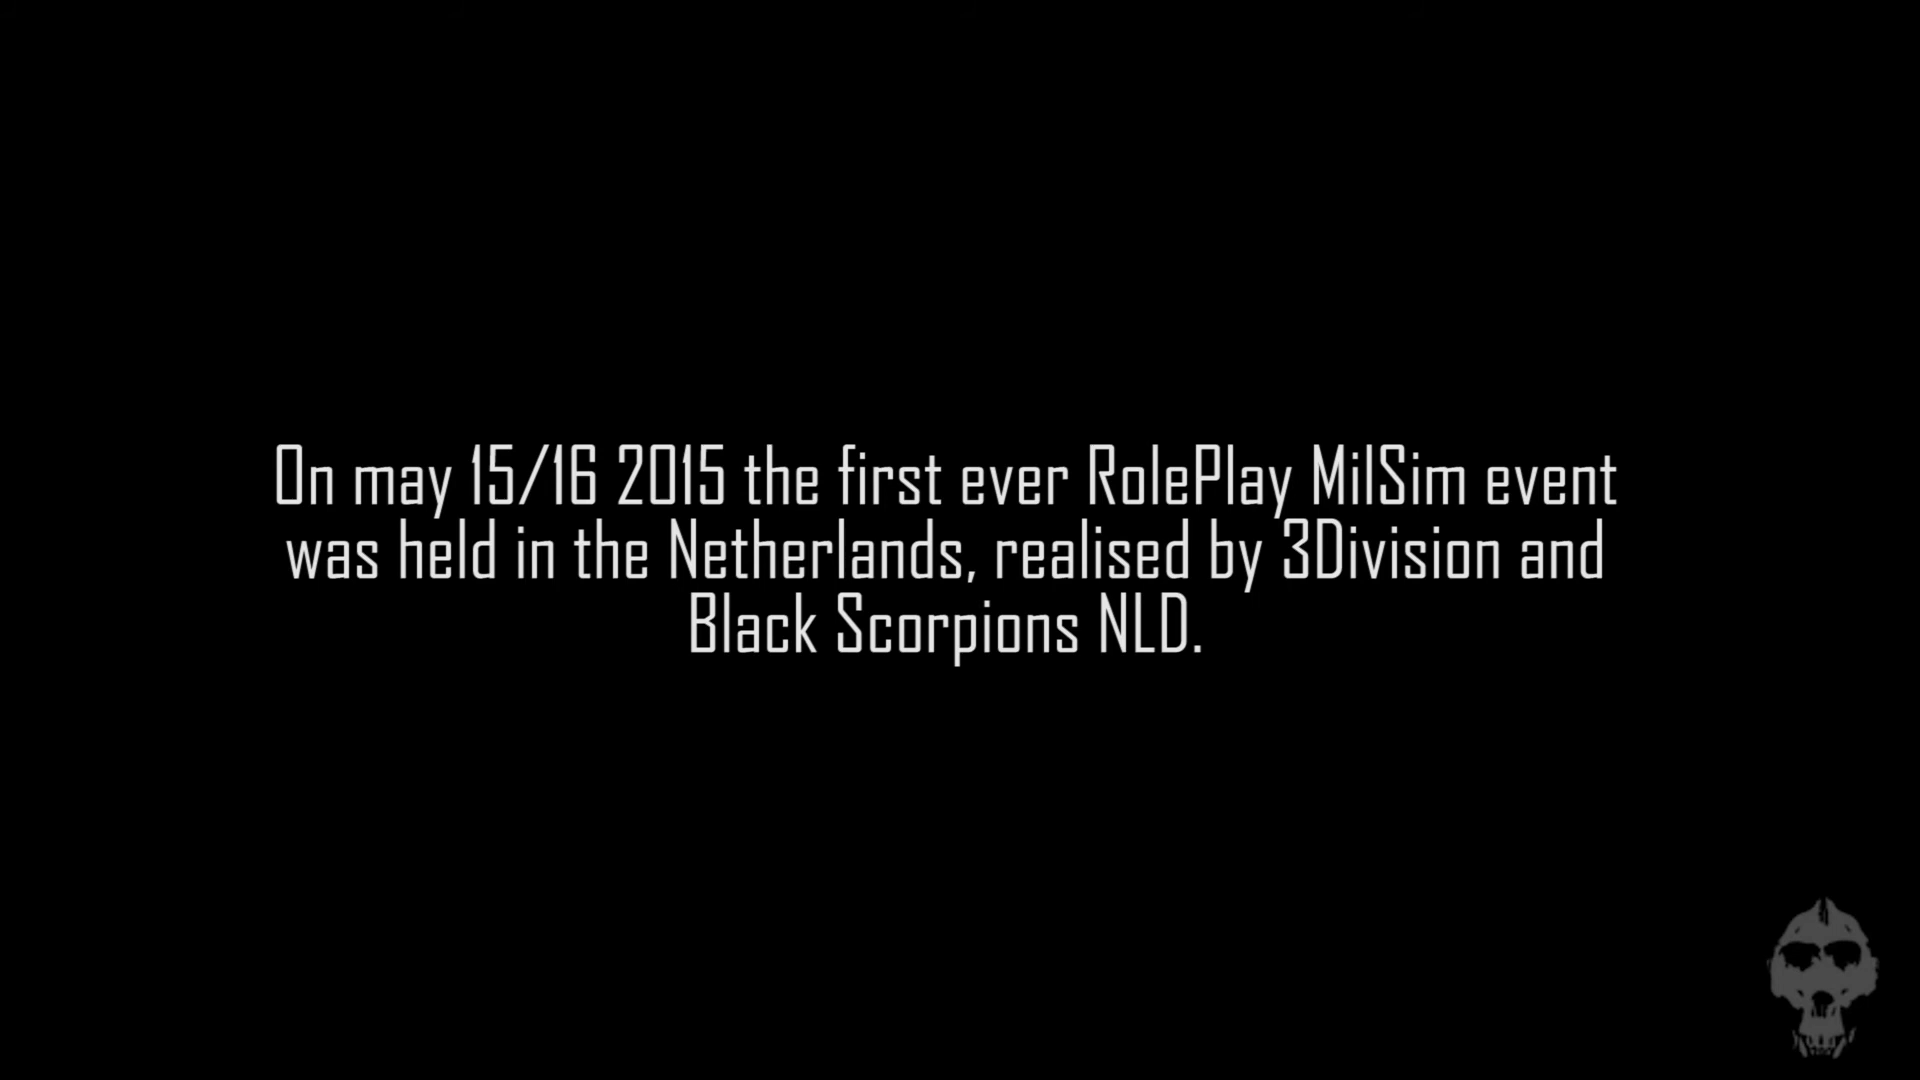 On may 15/16 2015 the first ever RolePlay MilSim event
was held in the Netherlands, realised by 3Division and
Black Scorpions NLD.